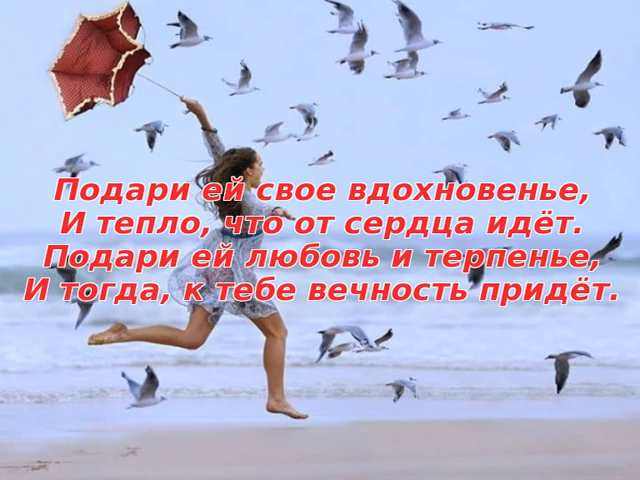 Подари ей свое вдохновенье,
И тепло, что от сердца идёт.
Подари ей любовь и терпенье,
И тогда, к тебе вечность придёт.